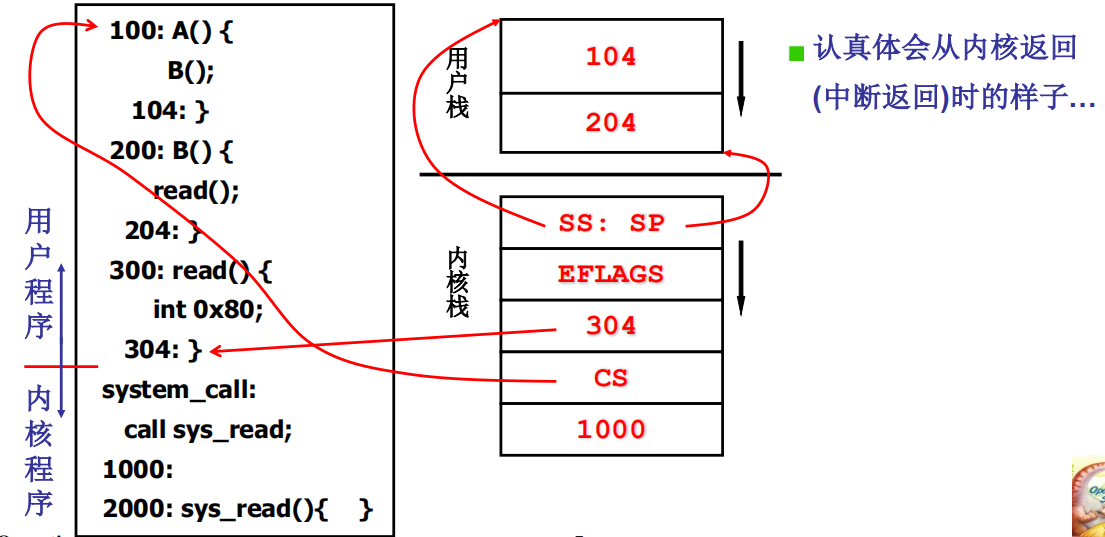 100: A() {
B();
104: }
200: B() {
read();
204: }
300: read() {
int 0x80;
304: }
system_call:
call sys_read;
1000:
2000: sys_read(){ }
用户程序
内核程序
用户栈
104
204
内核栈
SS: SP
EFLAGS
304
CS
1000
认真体会从内核返回
(中断返回)时的样子…